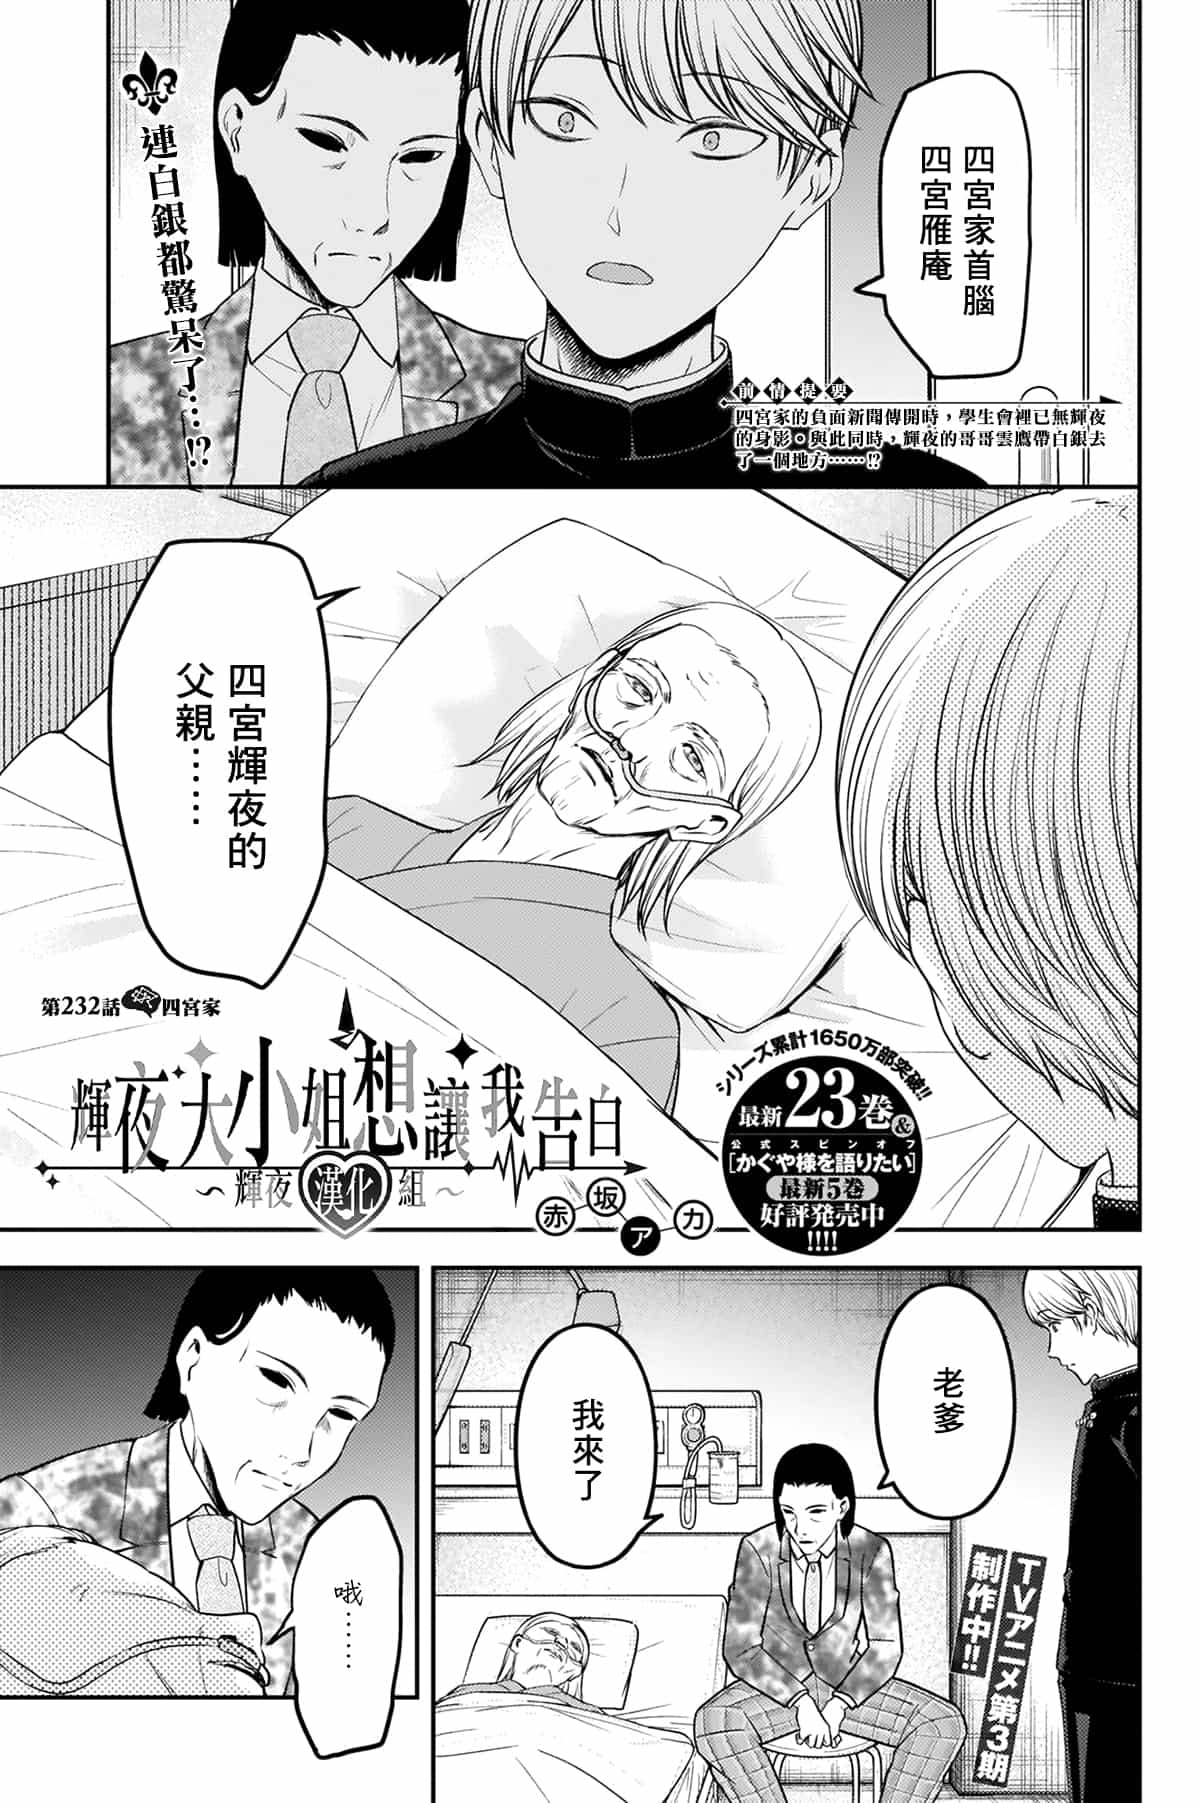 四宮家首腦
四宮雁庵
連白銀都驚呆了…!?
前情提要
四宮家的負面新聞傳開時，學生會裡已無輝夜
的身影。與此同時，輝夜的哥哥雲鷹帶白銀去
了一個地方……!?
四宮輝夜的
父親……
第232話
四宮家
輝夜大小姐想讓我告白
～輝夜漢化組～
赤坂アカ
シリーズ累計1650万部突破!!
最新23巻&
公式スピンオフ
[かぐや様を語りたい]
最新5巻
好評発売中
!!!!
老爹
我來了
TVアニメ第3期
制作中!!
哦……